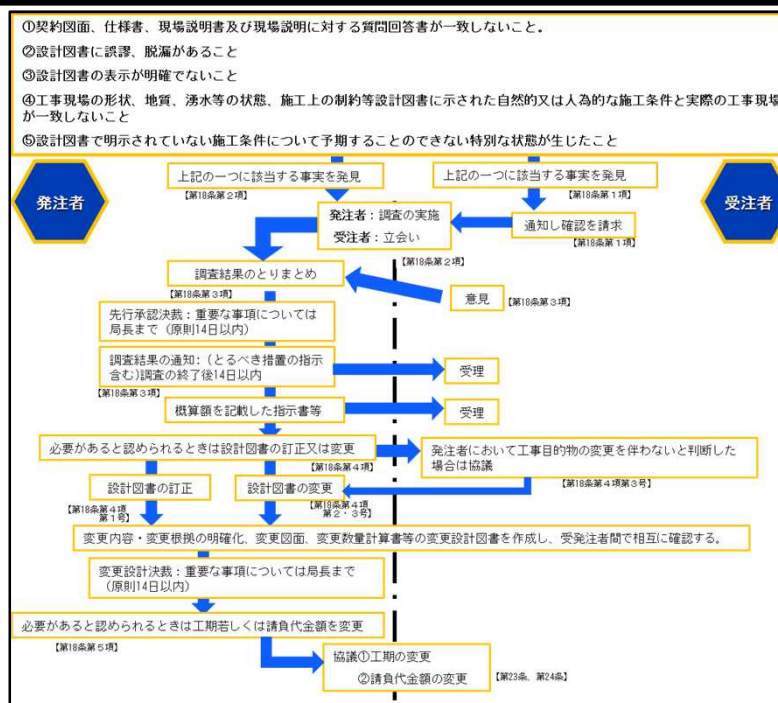 ①契約図面、仕様書、現場説明書及び現場説明に対する質問回答書が一致しないこと。
②設計図書に誤謬、脱漏があること
③設計図書の表示が明確でないこと
④工事現場の形状、地質、湧水等の状態、施工上の制約等設計図書に示された自然的又は人為的な施工条件と実際の工事現場
が一致しないこと
⑤設計図書で明示されていない施工条件について予期することのできない特別な状態が生じたこと
発注者
受注者
上記の一つに該当する事実を発見
【第18条第2項】
上記の一つに該当する事実を発見
【第18条第1項】
発注者：調査の実施
受注者：立会い
【第18条第2項】
通知し確認を請求
【第18条第1項】
調査結果のとりまとめ
【第18条第3項】
意見
【第18条第3項】
先行承認決裁：重要な事項については
局長まで（原則14日以内）
調査結果の通知：（とるべき措置の指示
含む）調査の終了後14日以内
【第18条第3項】
受理
概算額を記載した指示書等
受理
必要があると認められるときは設計図書の訂正又は変更
【第18条第4項】
発注者において工事目的物の変更を伴わないと判断した
場合は協議
【第18条第4項第3号】
設計図書の訂正
【第18条第4項
第1号】
設計図書の変更
【第18条第4項
第2・3号】
変更内容・変更根拠の明確化、変更図面、変更数量計算書等の変更設計図書を作成し、受発注者間で相互に確認する。
変更設計決裁：重要な事項については局長まで
（原則14日以内）
必要があると認められるときは工期若しくは請負代金額を変更
【第18条第5項】
協議①工期の変更
②請負代金額の変更
【第23条、第24条】